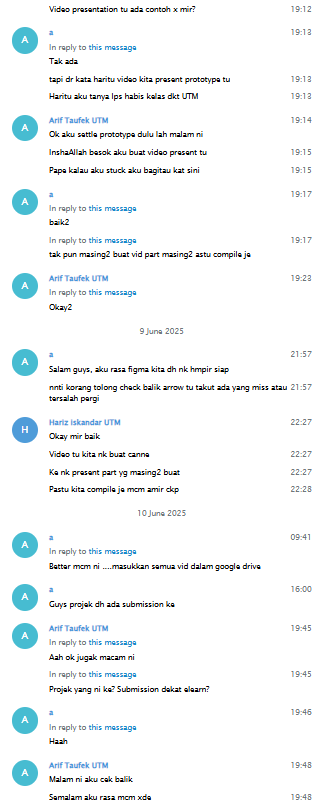 Video presentation tu ada contoh x mir?
19:12
A
a
19:13
In reply to this message
Tak ada
tapi dr kata haritu video kita present prototype tu
19:13
Haritu aku tanya lps habis kelas dkt UTM
19:13
A
Arif Taufek UTM
19:14
Ok aku settle prototype dulu lah malam ni
InshaAllah besok aku buat video present tu
19:15
Pape kalau aku stuck aku bagitau kat sini
19:15
A
a
19:17
In reply to this message
baik2
In reply to this message
19:17
tak pun masing2 buat vid part masing2 astu compile je
A
Arif Taufek UTM
19:23
In reply to this message
Okay2
9 June 2025
A
a
21:57
Salam guys, aku rasa figma kita dh nk hmpir siap
nnti korang tolong check balik arrow tu takut ada yang miss atau
21:57
tersalah pergi
H
Hariz Iskandar UTM
22:27
Okay mir baik
Video tu kita nk buat canne
22:27
Ke nk present part yg masing2 buat
22:27
Pastu kita compile je mcm amir ckp
22:28
10 June 2025
A
a
09:41
In reply to this message
Better mcm ni ....masukkan semua vid dalam google drive
A
a
16:00
Guys projek dh ada submission ke
A
Arif Taufek UTM
19:45
In reply to this message
Aah ok jugak macam ni
In reply to this message
19:45
Projek yang ni ke? Submission dekat elearn?
A
a
19:46
In reply to this message
Haah
A
Arif Taufek UTM
19:48
Malam ni aku cek balik
Semalam aku rasa mcm xde
19:48